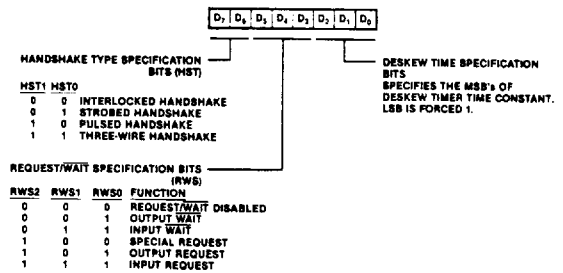 D7 D6 D5 D4 D3 D2 D1 D0
HANDSHAKE TYPE SPECIFICATION
BITS (HST)
HST1 HST0
0 0 INTERLOCKED HANDSHAKE
0 1 STROBED HANDSHAKE
1 0 PULSED HANDSHAKE
1 1 THREE-WIRE HANDSHAKE
DESKEW TIME SPECIFICATION
BITS
SPECIFIES THE MSB's OF
DESKEW TIMER TIME CONSTANT.
LSB IS FORCED 1.
REQUEST/WAIT SPECIFICATION BITS
(RWS)
RWS2 RWS1 RWS0 FUNCTION
0 0 0 REQUEST/WAIT DISABLED
0 0 1 OUTPUT WAIT
0 1 1 INPUT WAIT
1 0 0 SPECIAL REQUEST
1 0 1 OUTPUT REQUEST
1 1 1 INPUT REQUEST